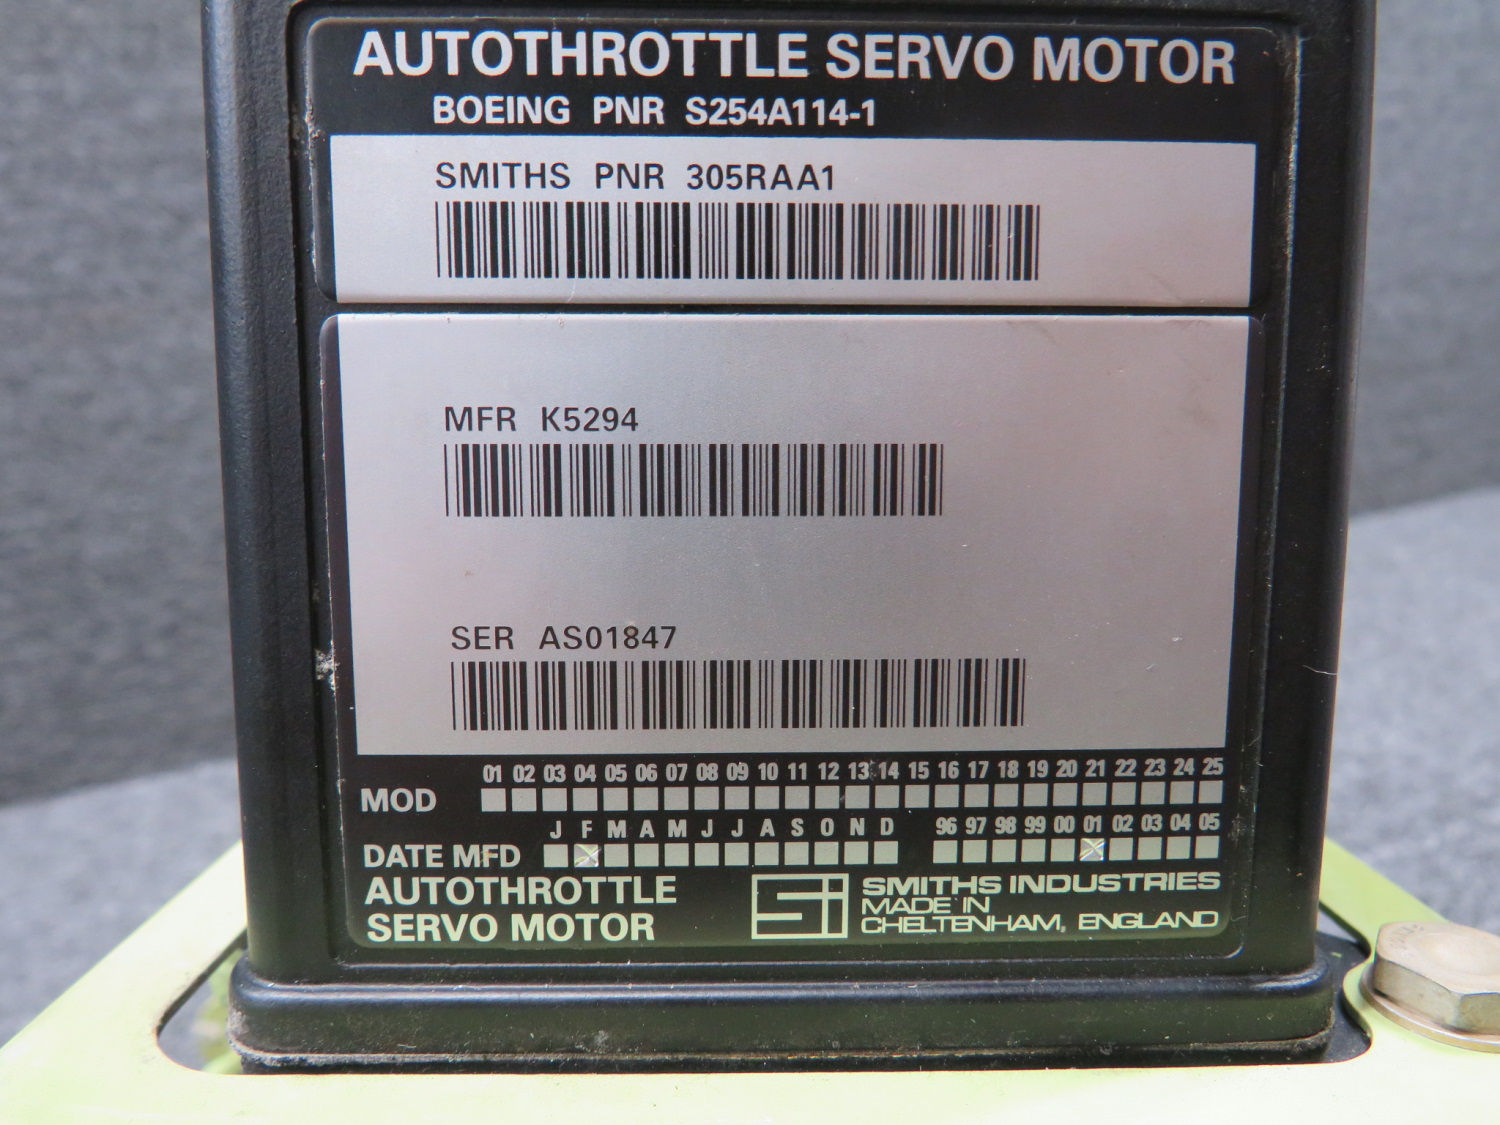 AUTOTHROTTLE SERVO MOTOR
BOEING PNR S254A114-1
SMITHS PNR 305RAA1
MFR K5294
SER AS01847
01 02 03 04 05 06 07 08 09 10 11 12 13 14 15 16 17 18 19 20 21 22 23 24 25
MOD
J F M A M J J A S O N D 96 97 98 99 00 01 02 03 04 05
DATE MFD
AUTOTHROTTLE
SERVO MOTOR
Si
SMITHS INDUSTRIES
MADE IN
CHELTENHAM, ENGLAND